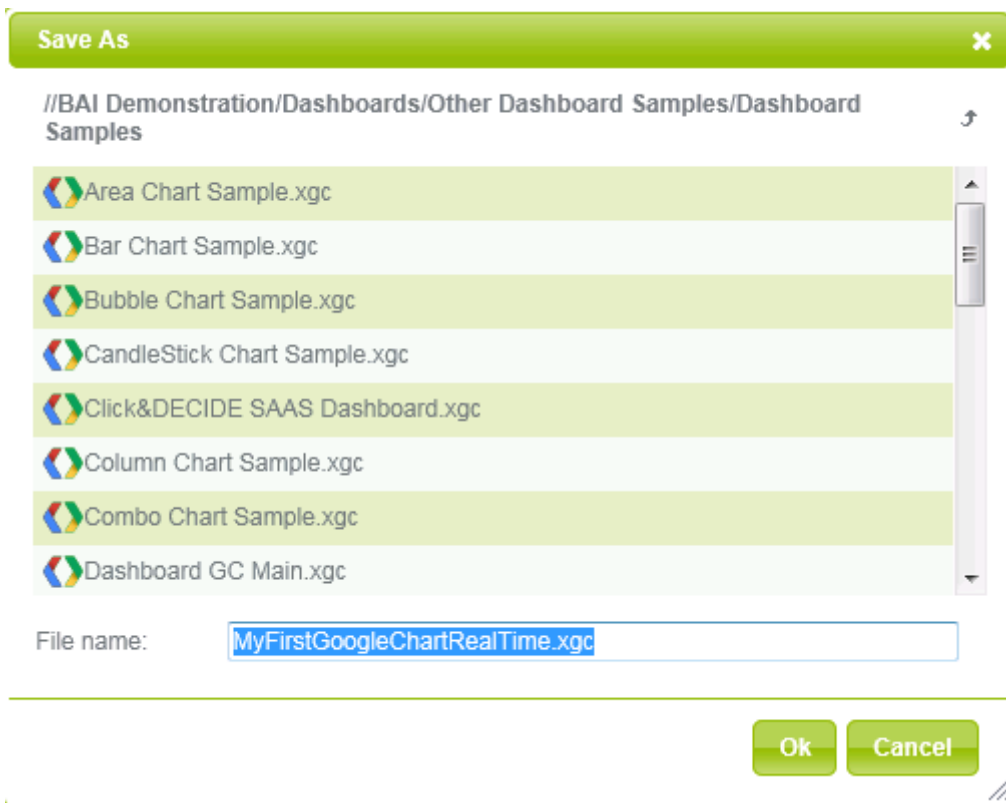 Save As
//BAI Demonstration/Dashboards/Other Dashboard Samples/Dashboard
Samples
Area Chart Sample.xgc
Bar Chart Sample.xgc
Bubble Chart Sample.xgc
CandleStick Chart Sample.xgc
Click&DECIDE SAAS Dashboard.xgc
Column Chart Sample.xgc
Combo Chart Sample.xgc
Dashboard GC Main.xgc
File name: MyFirstGoogleChartRealTime.xgc
Ok Cancel